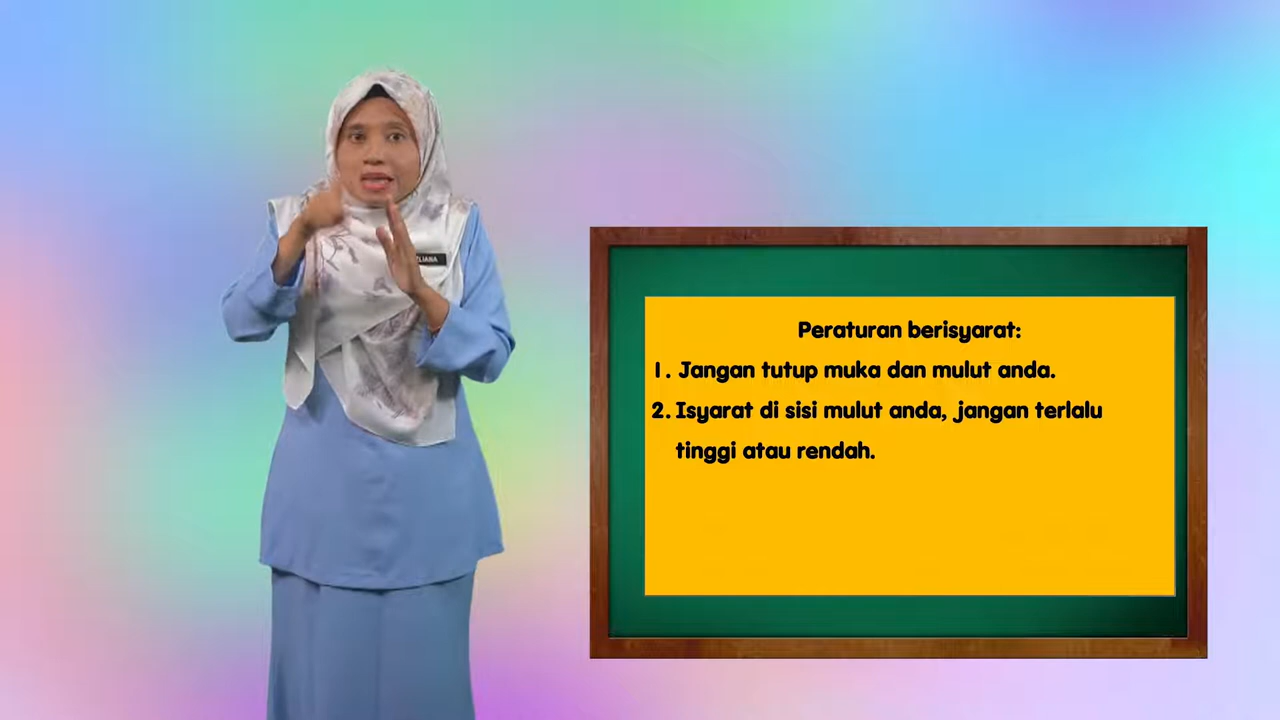 Peraturan berisyarat:
1. Jangan tutup muka dan mulut anda.
2. Isyarat di sisi mulut anda, jangan terlalu
tinggi atau rendah.